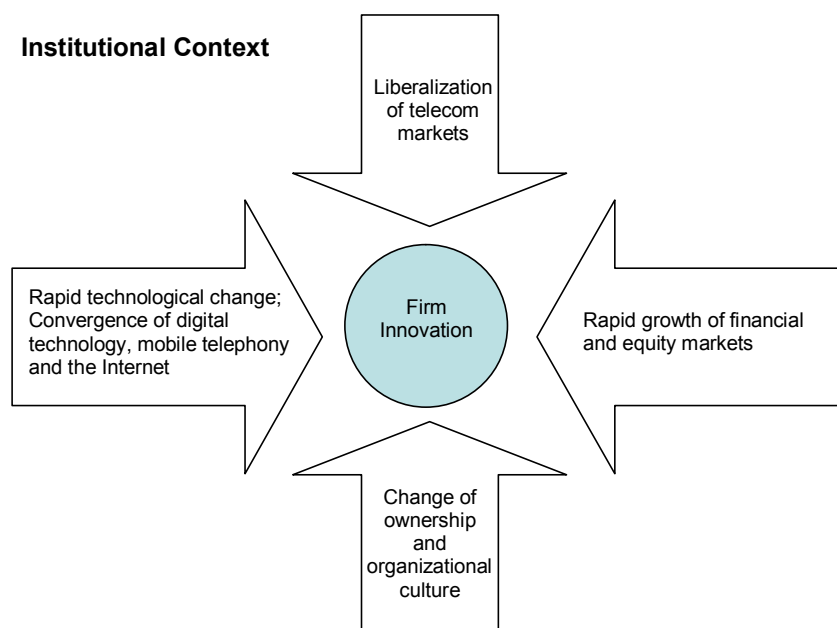 Institutional Context
Liberalization
of telecom
markets
Rapid technological change;
Convergence of digital
technology, mobile telephony
and the Internet
Firm
Innovation
Rapid growth of financial
and equity markets
Change of
ownership
and
organizational
culture